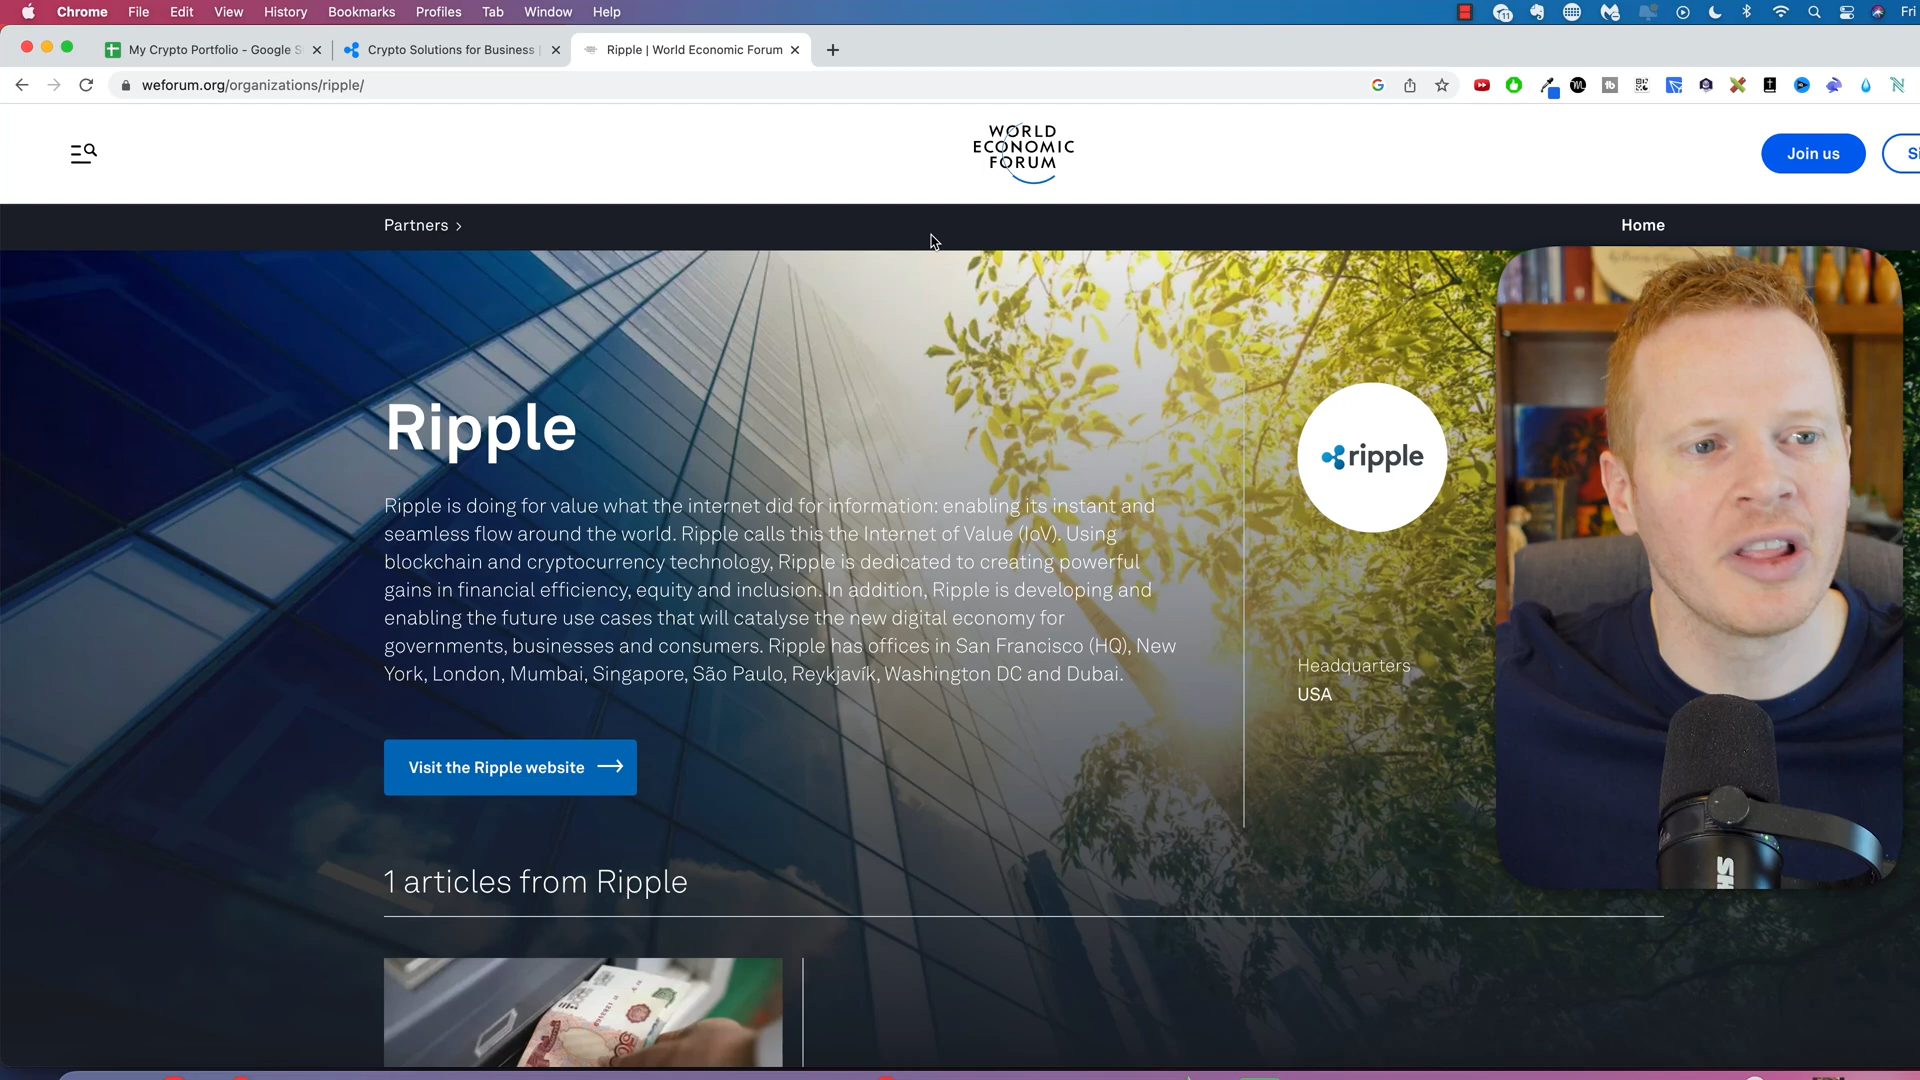 Chrome File Edit View History Bookmarks Profiles Tab Window Help
11
Fri
My Crypto Portfolio - Google S
Crypto Solutions for Business |
Ripple | World Economic Forum
weforum.org/organizations/ripple/
WORLD
ECONOMIC
FORUM
Join us
Si
Partners >
Home
Ripple
ripple
Ripple is doing for value what the internet did for information: enabling its instant and
seamless flow around the world. Ripple calls this the Internet of Value (IoV). Using
blockchain and cryptocurrency technology, Ripple is dedicated to creating powerful
gains in financial efficiency, equity and inclusion. In addition, Ripple is developing and
enabling the future use cases that will catalyse the new digital economy for
governments, businesses and consumers. Ripple has offices in San Francisco (HQ), New
York, London, Mumbai, Singapore, São Paulo, Reykjavík, Washington DC and Dubai.
Headquarters
USA
Visit the Ripple website
1 articles from Ripple
SH